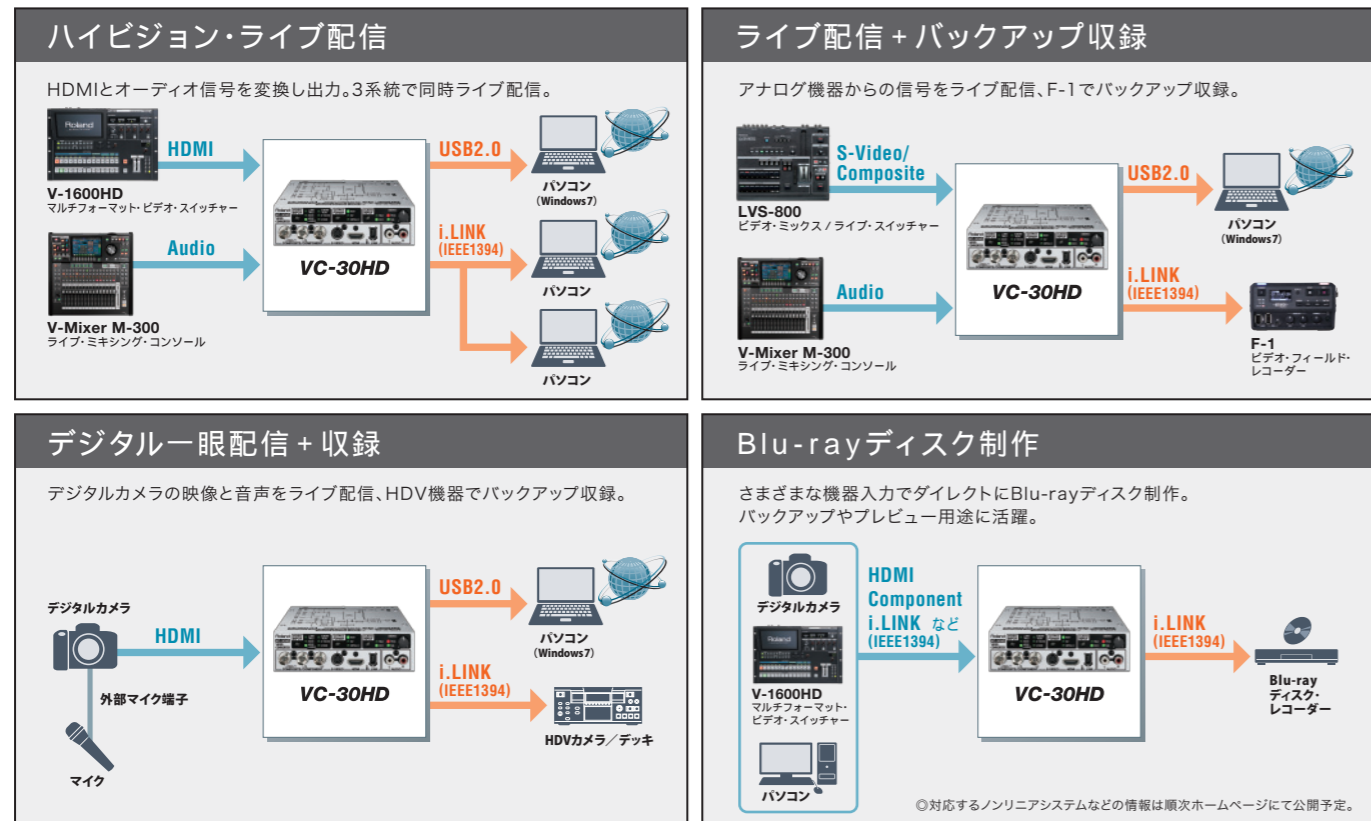 ハイビジョン・ライブ配信
HDMIとオーディオ信号を変換し出力。3系統で同時ライブ配信。
Roland
HDMI
V-1600HD
マルチフォーマット・ビデオ・スイッチャー
Audio
V-Mixer M-300
ライブ・ミキシング・コンソール
VC-30HD
USB2.0
パソコン
(Windows7)
i.LINK
(IEEE1394)
パソコン
パソコン
ライブ配信+バックアップ収録
アナログ機器からの信号をライブ配信、F-1でバックアップ収録。
S-Video/
Composite
LVS-800
ビデオ・ミックス/ライブ・スイッチャー
Audio
V-Mixer M-300
ライブ・ミキシング・コンソール
VC-30HD
USB2.0
パソコン
(Windows7)
i.LINK
(IEEE1394)
F-1
ビデオ・フィールド・
レコーダー
デジタル一眼配信+収録
デジタルカメラの映像と音声をライブ配信、HDV機器でバックアップ収録。
デジタルカメラ
HDMI
外部マイク端子
マイク
VC-30HD
USB2.0
パソコン
(Windows7)
i.LINK
(IEEE1394)
HDVカメラ/デッキ
Blu-rayディスク制作
さまざまな機器入力でダイレクトにBlu-rayディスク制作。
バックアップやプレビュー用途に活躍。
デジタルカメラ
Roland
V-1600HD
マルチフォーマット・
ビデオ・スイッチャー
パソコン
HDMI
Component
i.LINK など
(IEEE1394)
VC-30HD
i.LINK
(IEEE1394)
Blu-ray
ディスク・
レコーダー
◎対応するノンリニアシステムなどの情報は順次ホームページにて公開予定。